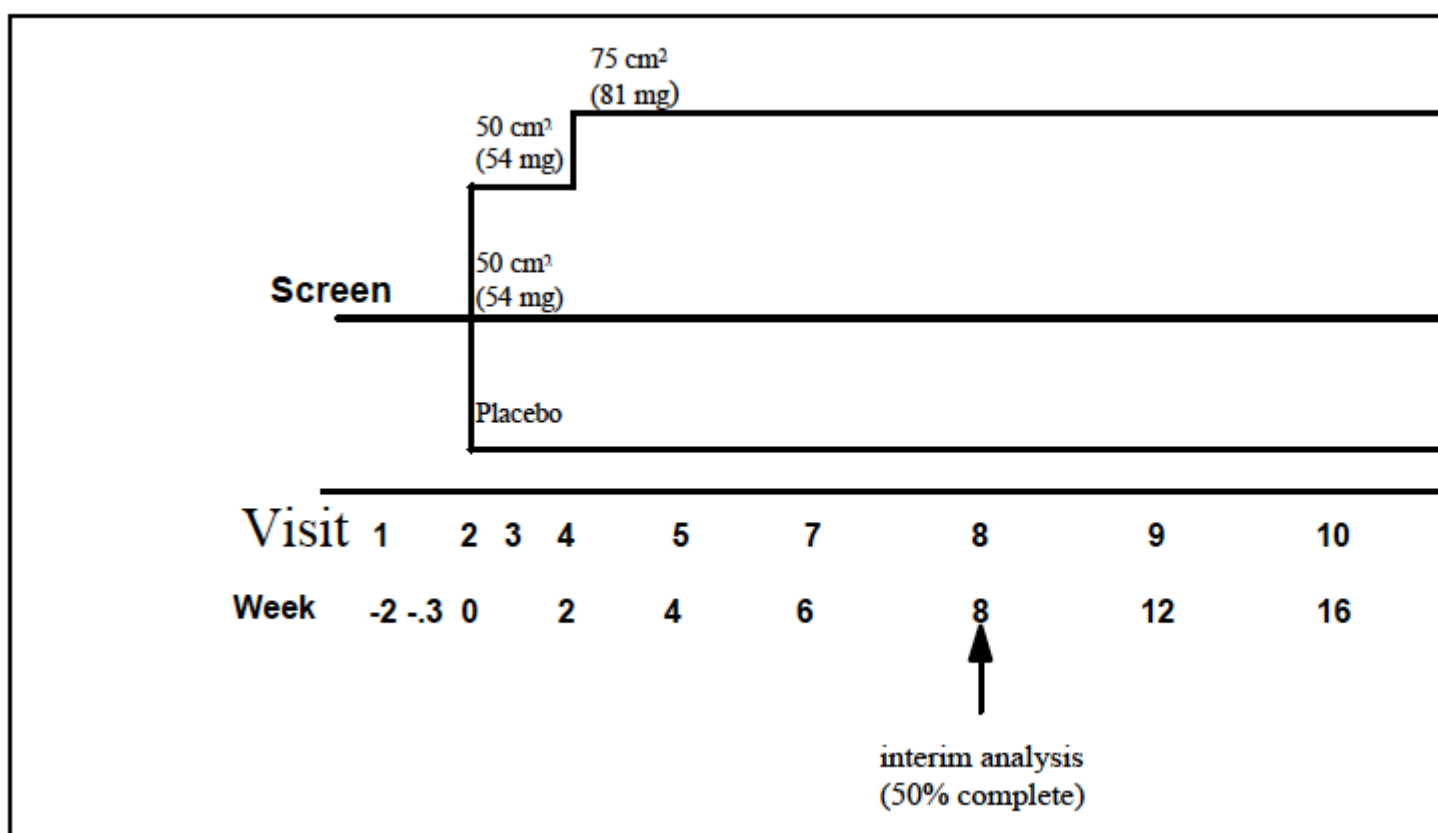 75 cm²
(81 mg)
50 cm²
(54 mg)
50 cm²
(54 mg)
Screen
Placebo
Visit 1 2 3 4 5 7 8 9 10
Week -2 -.3 0 2 4 6 8 12 16
interim analysis
(50% complete)